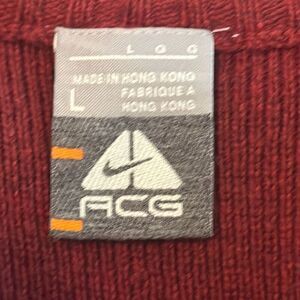 L G G
MADE IN HONG KONG
L FABRIQUE A
HONG KONG
ACG